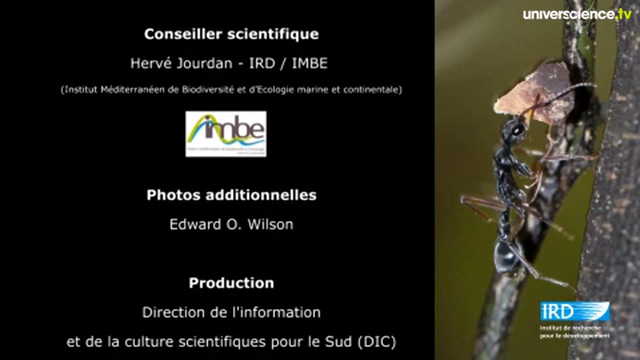 universcience.tv
Conseiller scientifique
Hervé Jourdan - IRD / IMBE
(Institut Méditerranéen de Biodiversité et d'Ecologie marine et continentale)
imbe
Photos additionnelles
Edward O. Wilson
Production
Direction de l'information
et de la culture scientifiques pour le Sud (DIC)
IRD
institut de recherche
pour le développement